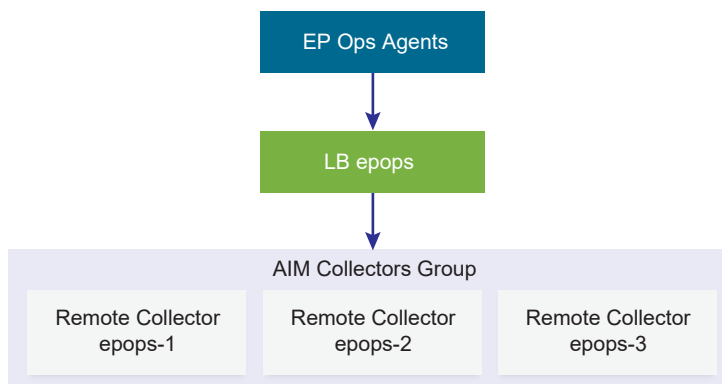 EP Ops Agents
LB epops
AIM Collectors Group
Remote Collector
epops-1
Remote Collector
epops-2
Remote Collector
epops-3